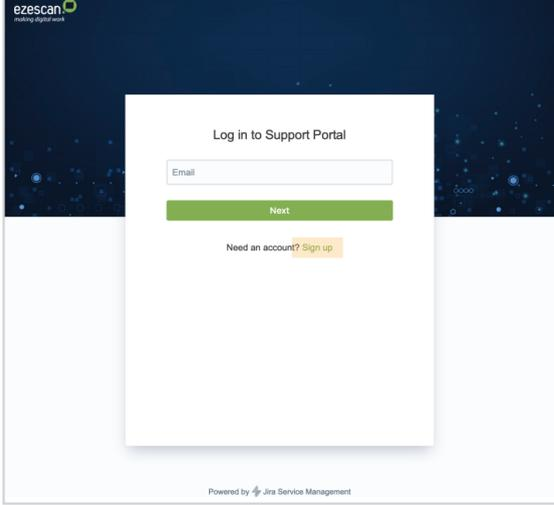 ezescan
making digital work
Log in to Support Portal
Email
Next
Need an account? Sign up
Powered by Jira Service Management